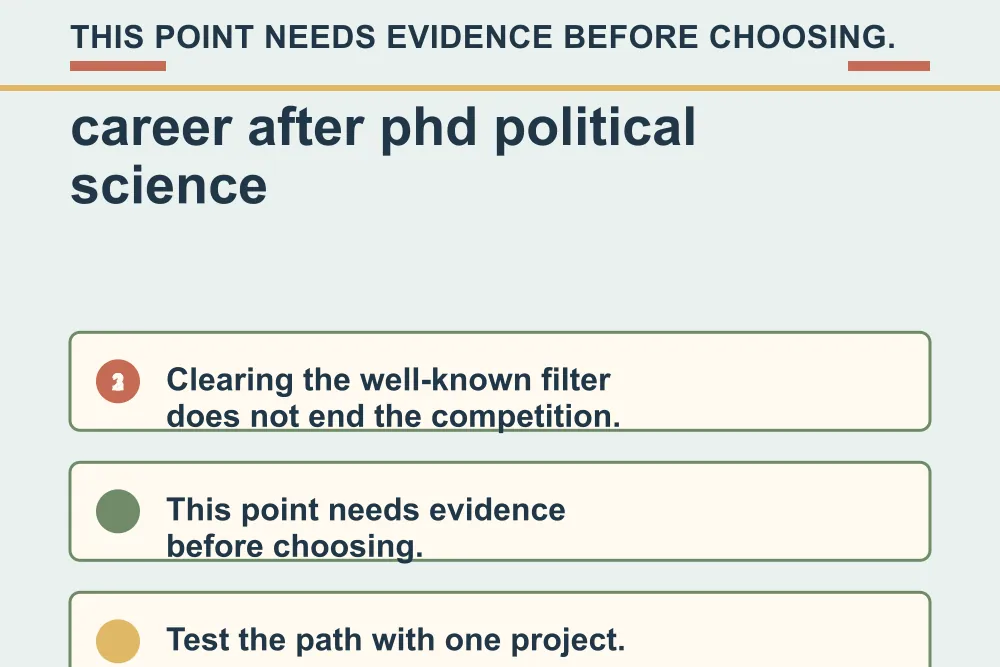 THIS POINT NEEDS EVIDENCE BEFORE CHOOSING.
career after phd political
science
Clearing the well-known filter
does not end the competition.
This point needs evidence
before choosing.
Test the path with one project.